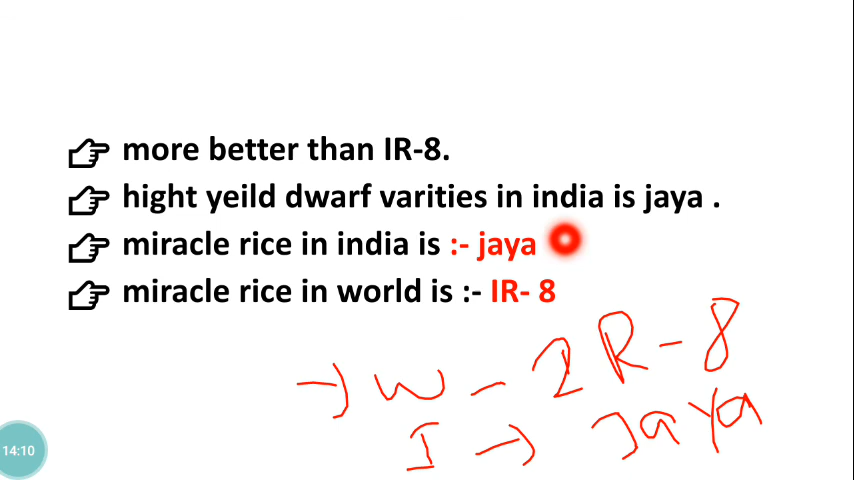 more better than IR-8.
hight yeild dwarf varities in india is jaya .
miracle rice in india is :- jaya
miracle rice in world is :- IR- 8
→ W - IR - 8
I → Jaya
14:10